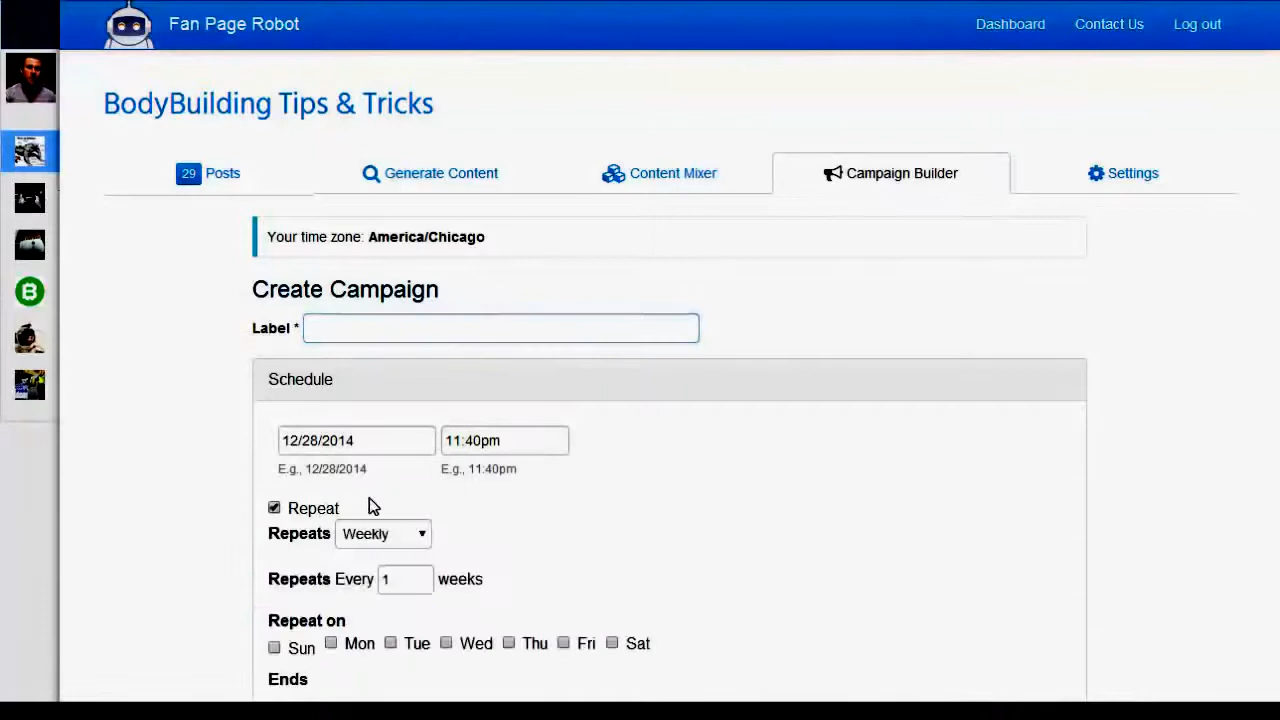 Fan Page Robot Dashboard Contact Us Log out
BodyBuilding Tips & Tricks
29 Posts Generate Content Content Mixer Campaign Builder Settings
Your time zone: America/Chicago
Create Campaign
Label *
Schedule
12/28/2014 11:40pm
E.g., 12/28/2014 E.g., 11:40pm
Repeat
Repeats Weekly
Repeats Every 1 weeks
Repeat on
Sun Mon Tue Wed Thu Fri Sat
Ends